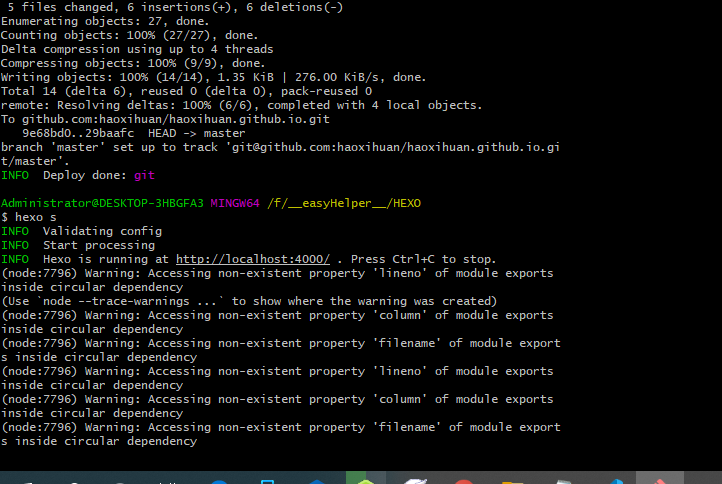 5 files changed, 6 insertions(+), 6 deletions(-)
Enumerating objects: 27, done.
Counting objects: 100% (27/27), done.
Delta compression using up to 4 threads
Compressing objects: 100% (9/9), done.
Writing objects: 100% (14/14), 1.35 KiB | 276.00 KiB/s, done.
Total 14 (delta 6), reused 0 (delta 0), pack-reused 0
remote: Resolving deltas: 100% (6/6), completed with 4 local objects.
To github.com:haoxihuan/haoxihuan.github.io.git
   9e68bd0..29baafc  HEAD -> master
branch 'master' set up to track 'git@github.com:haoxihuan/haoxihuan.github.io.gi
t/master'.
INFO  Deploy done: git
Administrator@DESKTOP-3HBGFA3 MINGW64 /f/__easyHelper__/HEXO
$ hexo s
INFO  Validating config
INFO  Start processing
INFO  Hexo is running at http://localhost:4000/ . Press Ctrl+C to stop.
(node:7796) Warning: Accessing non-existent property 'lineno' of module exports
inside circular dependency
(Use `node --trace-warnings ...` to show where the warning was created)
(node:7796) Warning: Accessing non-existent property 'column' of module exports
inside circular dependency
(node:7796) Warning: Accessing non-existent property 'filename' of module export
s inside circular dependency
(node:7796) Warning: Accessing non-existent property 'lineno' of module exports
inside circular dependency
(node:7796) Warning: Accessing non-existent property 'column' of module exports
inside circular dependency
(node:7796) Warning: Accessing non-existent property 'filename' of module export
s inside circular dependency